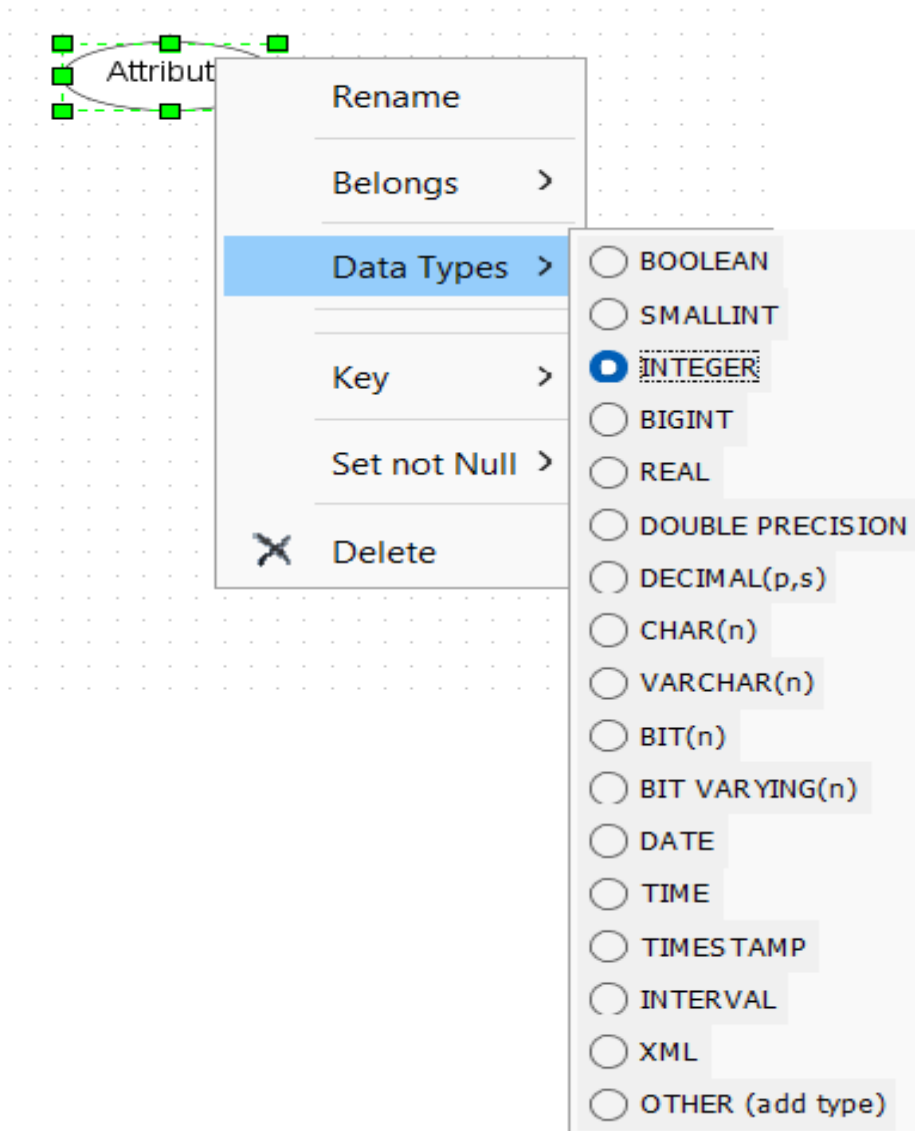 Attribut
Rename
Belongs
Data Types
Key
Set not Null
Delete
BOOLEAN
SMALLINT
INTEGER
BIGINT
REAL
DOUBLE PRECISION
DECIMAL(p,s)
CHAR(n)
VARCHAR(n)
BIT(n)
BIT VARYING(n)
DATE
TIME
TIMESTAMP
INTERVAL
XML
OTHER (add type)